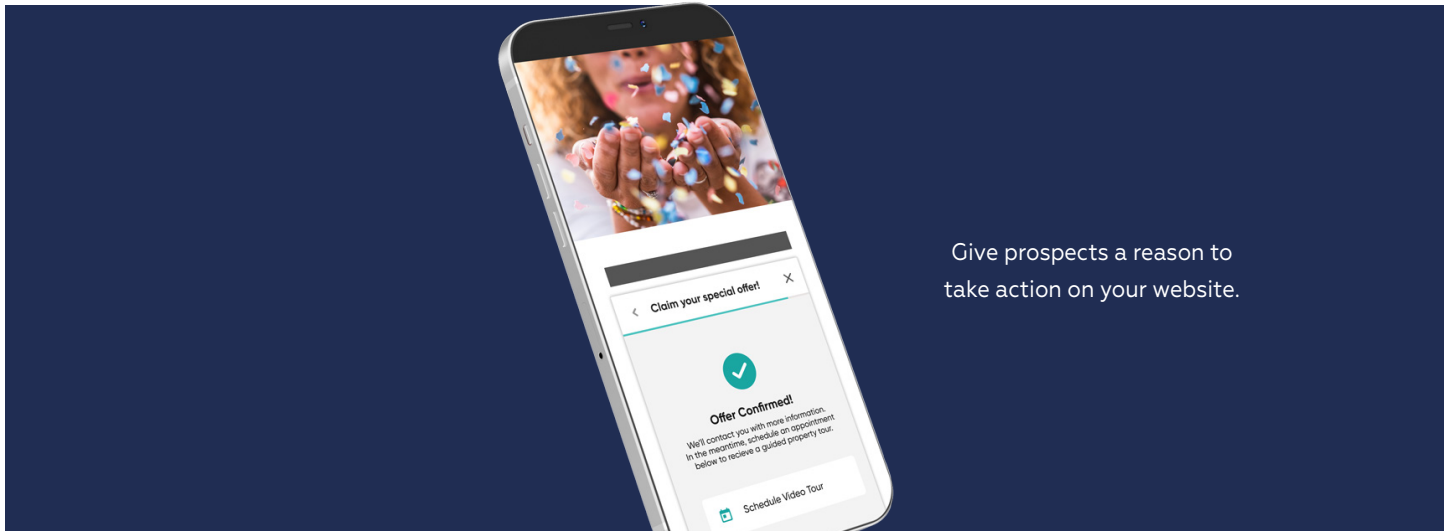 Claim your special offer!
Offer Confirmed!
We'll contact you with more information.
In the meantime, schedule an appointment
below to recieve a guided property tour.
Schedule Video Tour
Give prospects a reason to
take action on your website.